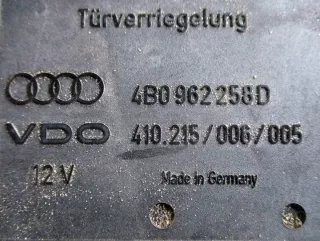 Türverriegelung
4B0 962 258 D
VDO 410.215/006/005
12 V Made in Germany